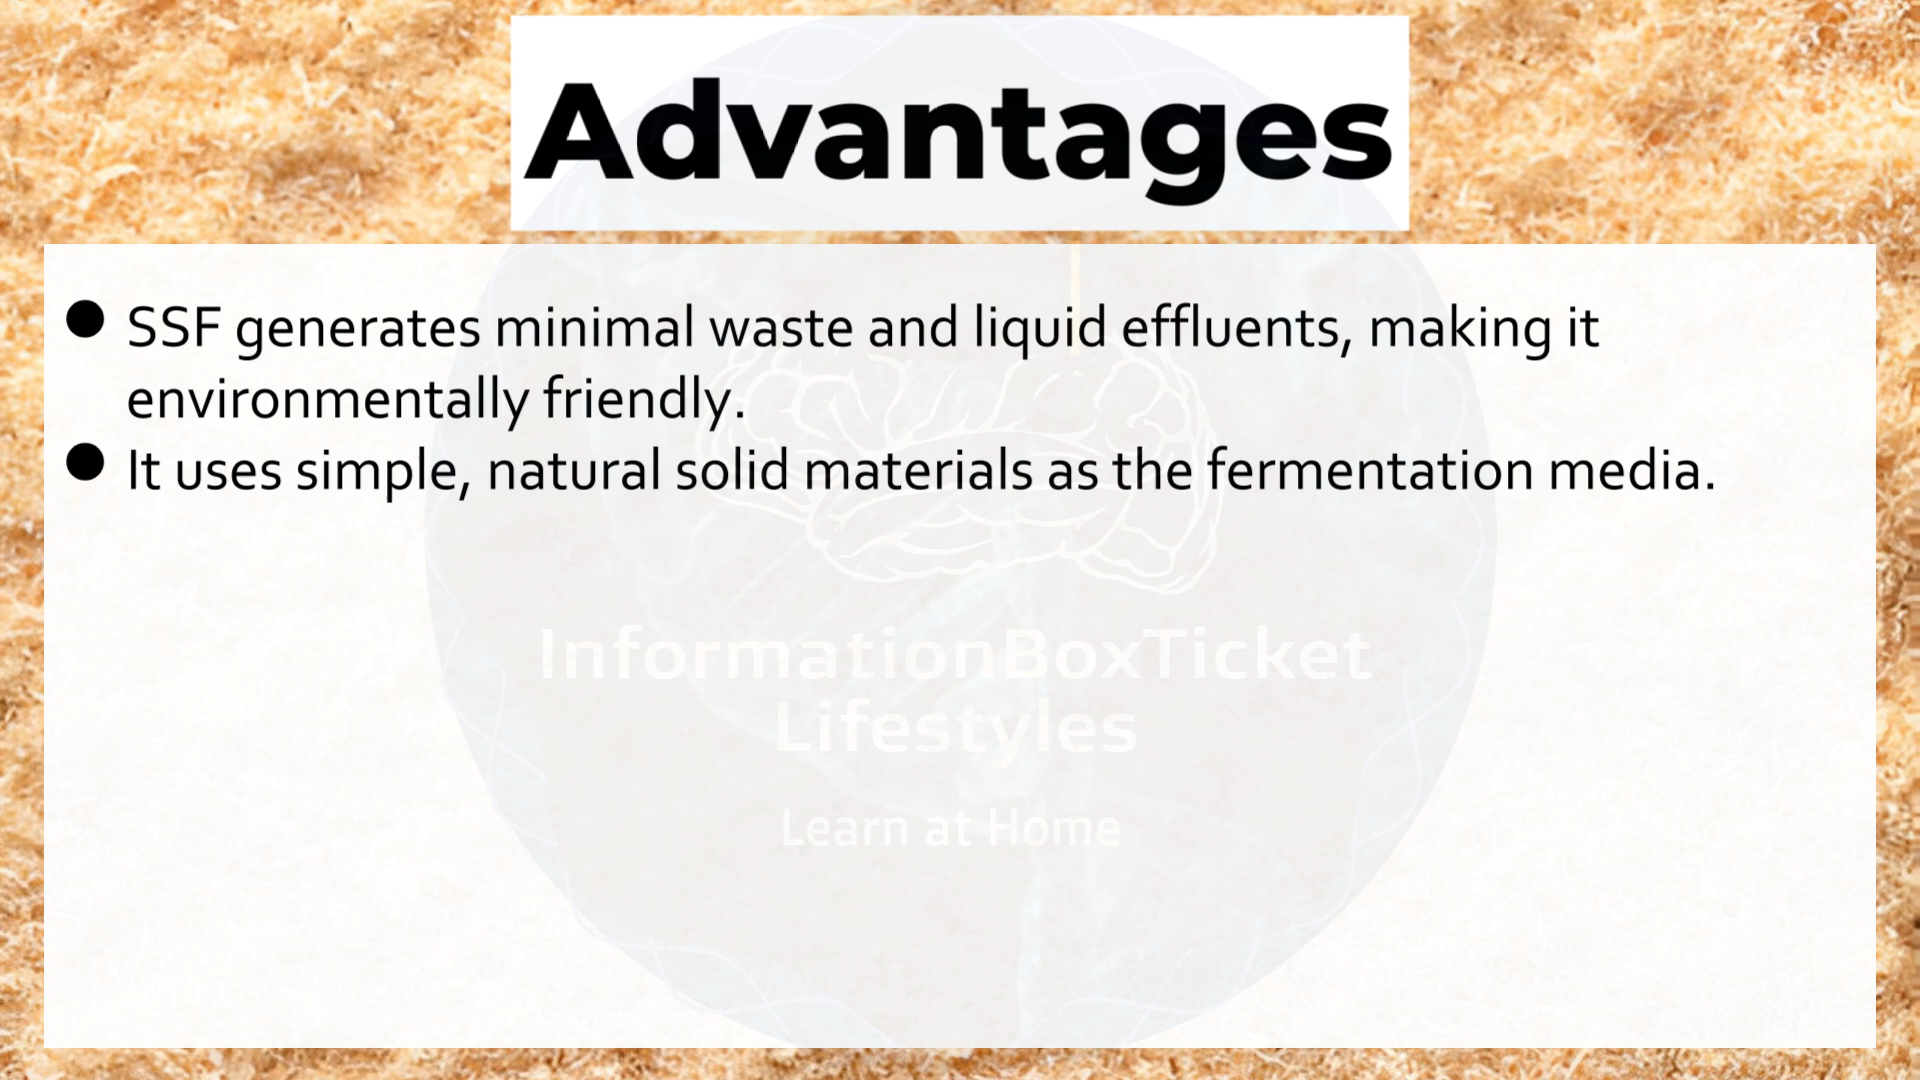 Advantages
● SSF generates minimal waste and liquid effluents, making it
environmentally friendly.
● It uses simple, natural solid materials as the fermentation media.
InformationBoxTicket
Lifestyles
Learn at Home